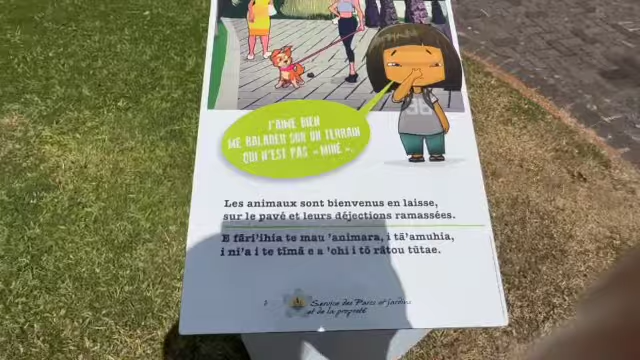 J'AIME BIEN
ME BALADER SUR UN TERRAIN
QUI N'EST PAS « MINÉ ».
Les animaux sont bienvenus en laisse,
sur le pavé et leurs déjections ramassées.
E fāri'ihia te mau 'animara, i tā'amuhia,
i ni'a i te tīmā e a 'ohi i tō rātou tūtae.
Service des Parcs et jardins
et de la propreté